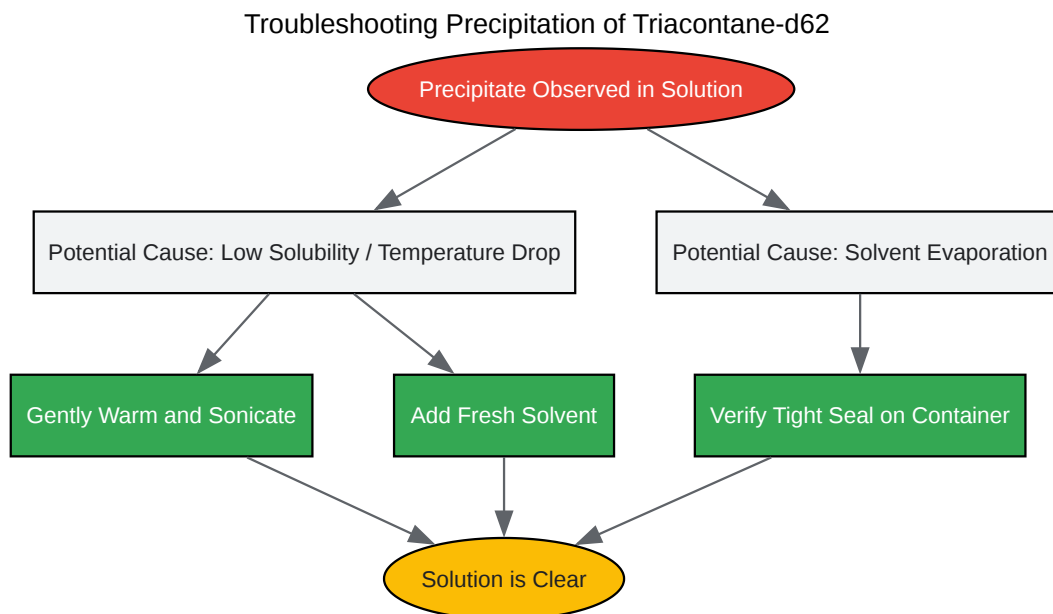 Troubleshooting Precipitation of Triacontane-d62
Precipitate Observed in Solution
Potential Cause: Low Solubility / Temperature Drop
Potential Cause: Solvent Evaporation
Gently Warm and Sonicate
Add Fresh Solvent
Verify Tight Seal on Container
Solution is Clear